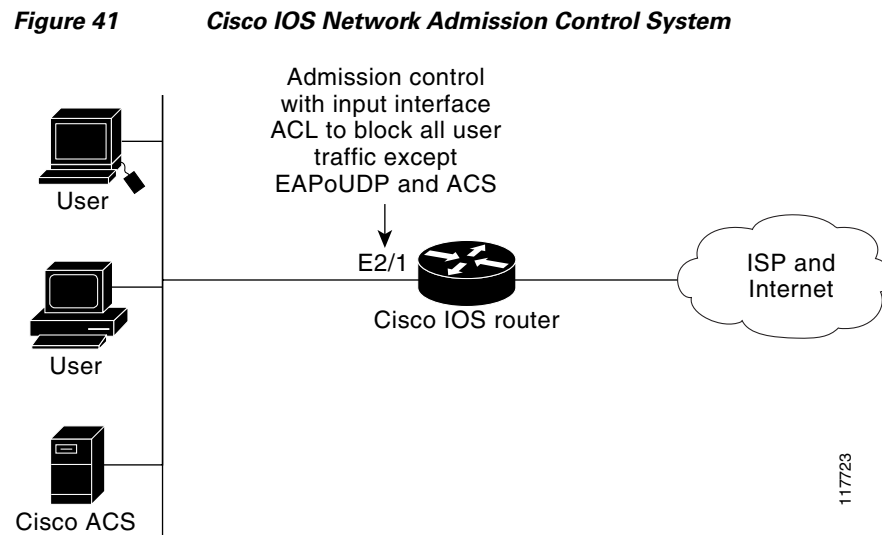 Figure 41 Cisco IOS Network Admission Control System
Admission control
with input interface
ACL to block all user
traffic except
EAPoUDP and ACS
User
E2/1
Cisco IOS router
ISP and
Internet
User
Cisco ACS
117723